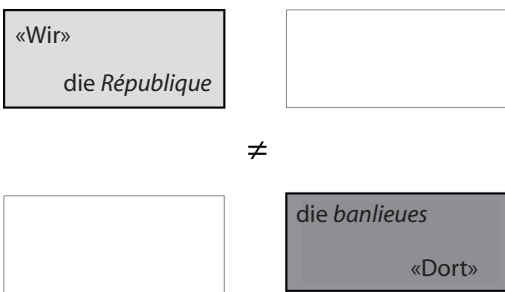 «Wir»
die République
≠
die banlieues
«Dort»